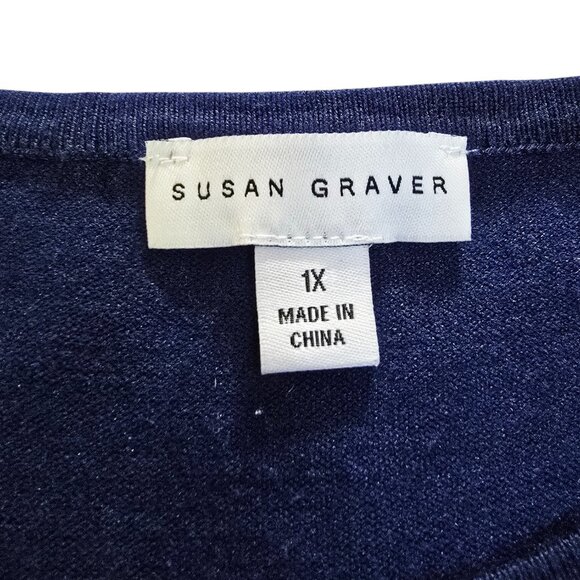 SUSAN GRAVER
1X
MADE IN
CHINA